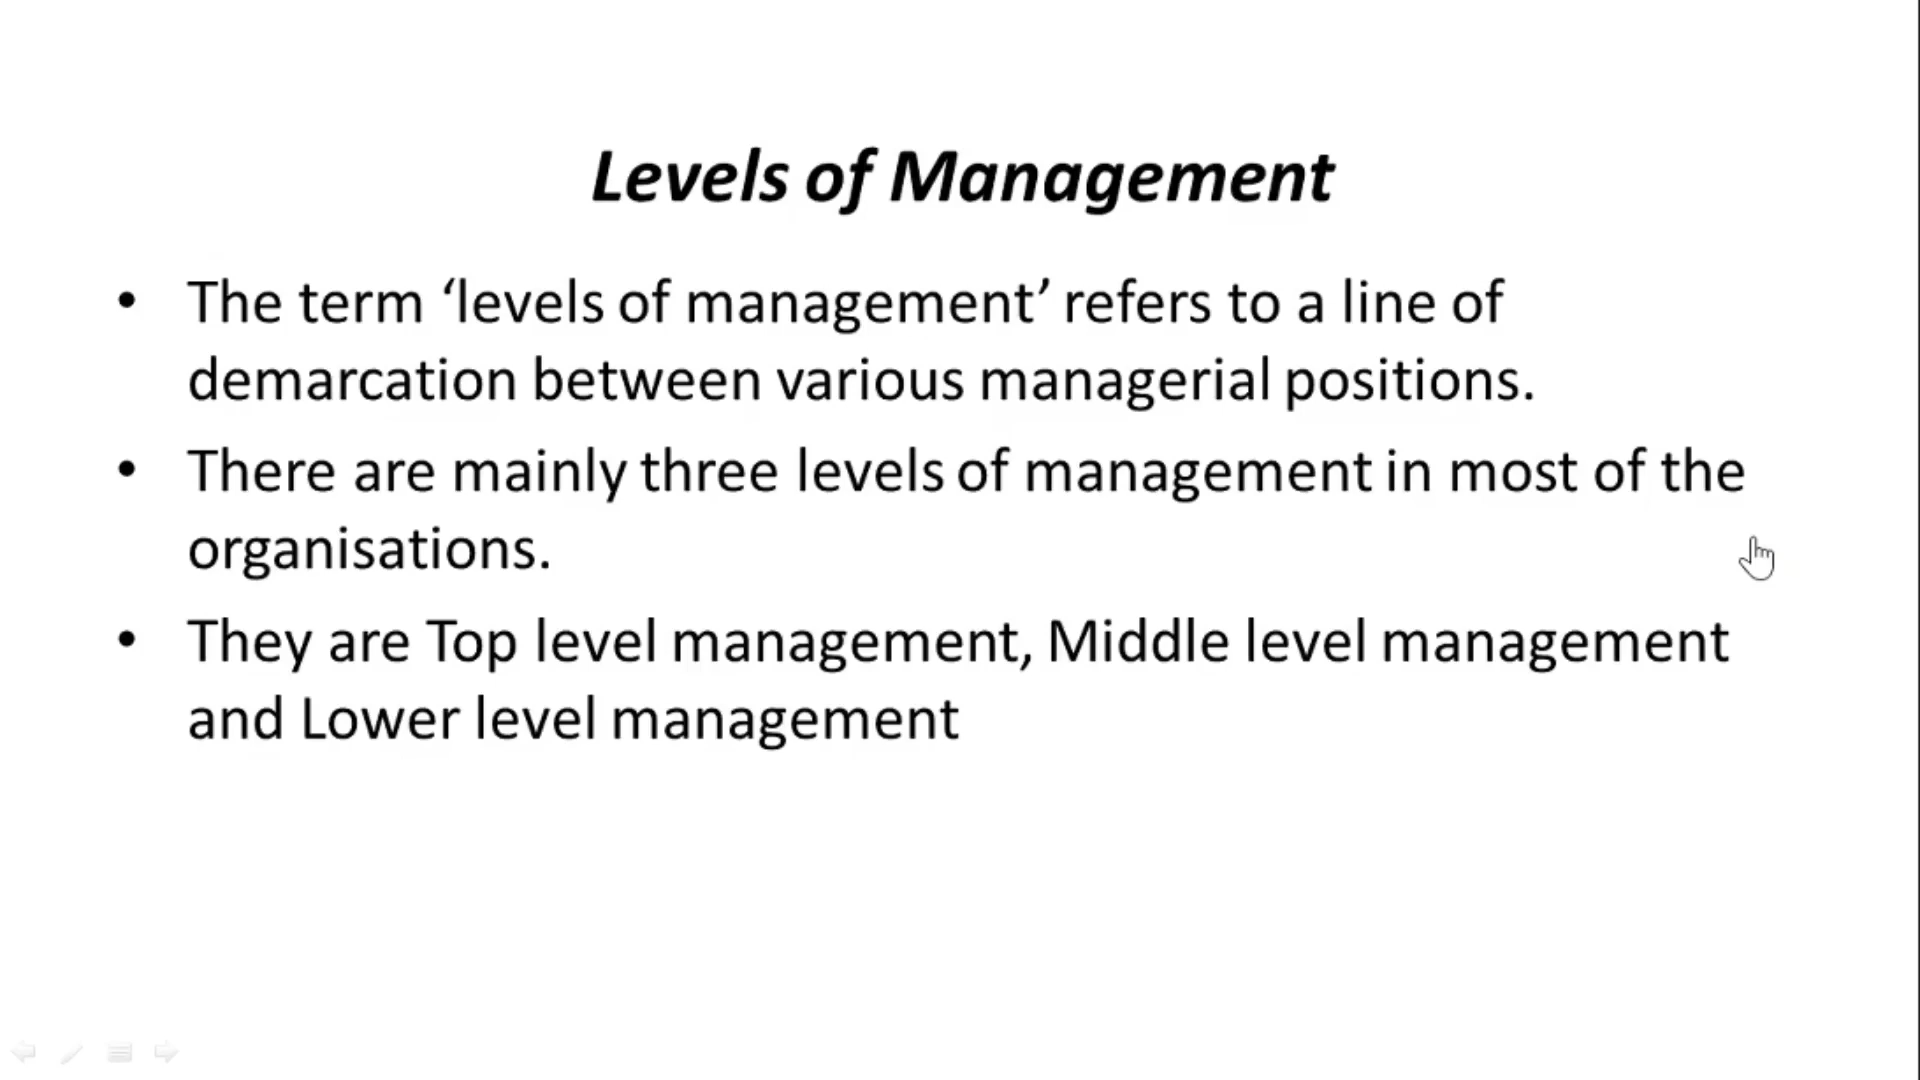 Levels of Management
• The term ‘levels of management’ refers to a line of
demarcation between various managerial positions.
• There are mainly three levels of management in most of the
organisations.
• They are Top level management, Middle level management
and Lower level management